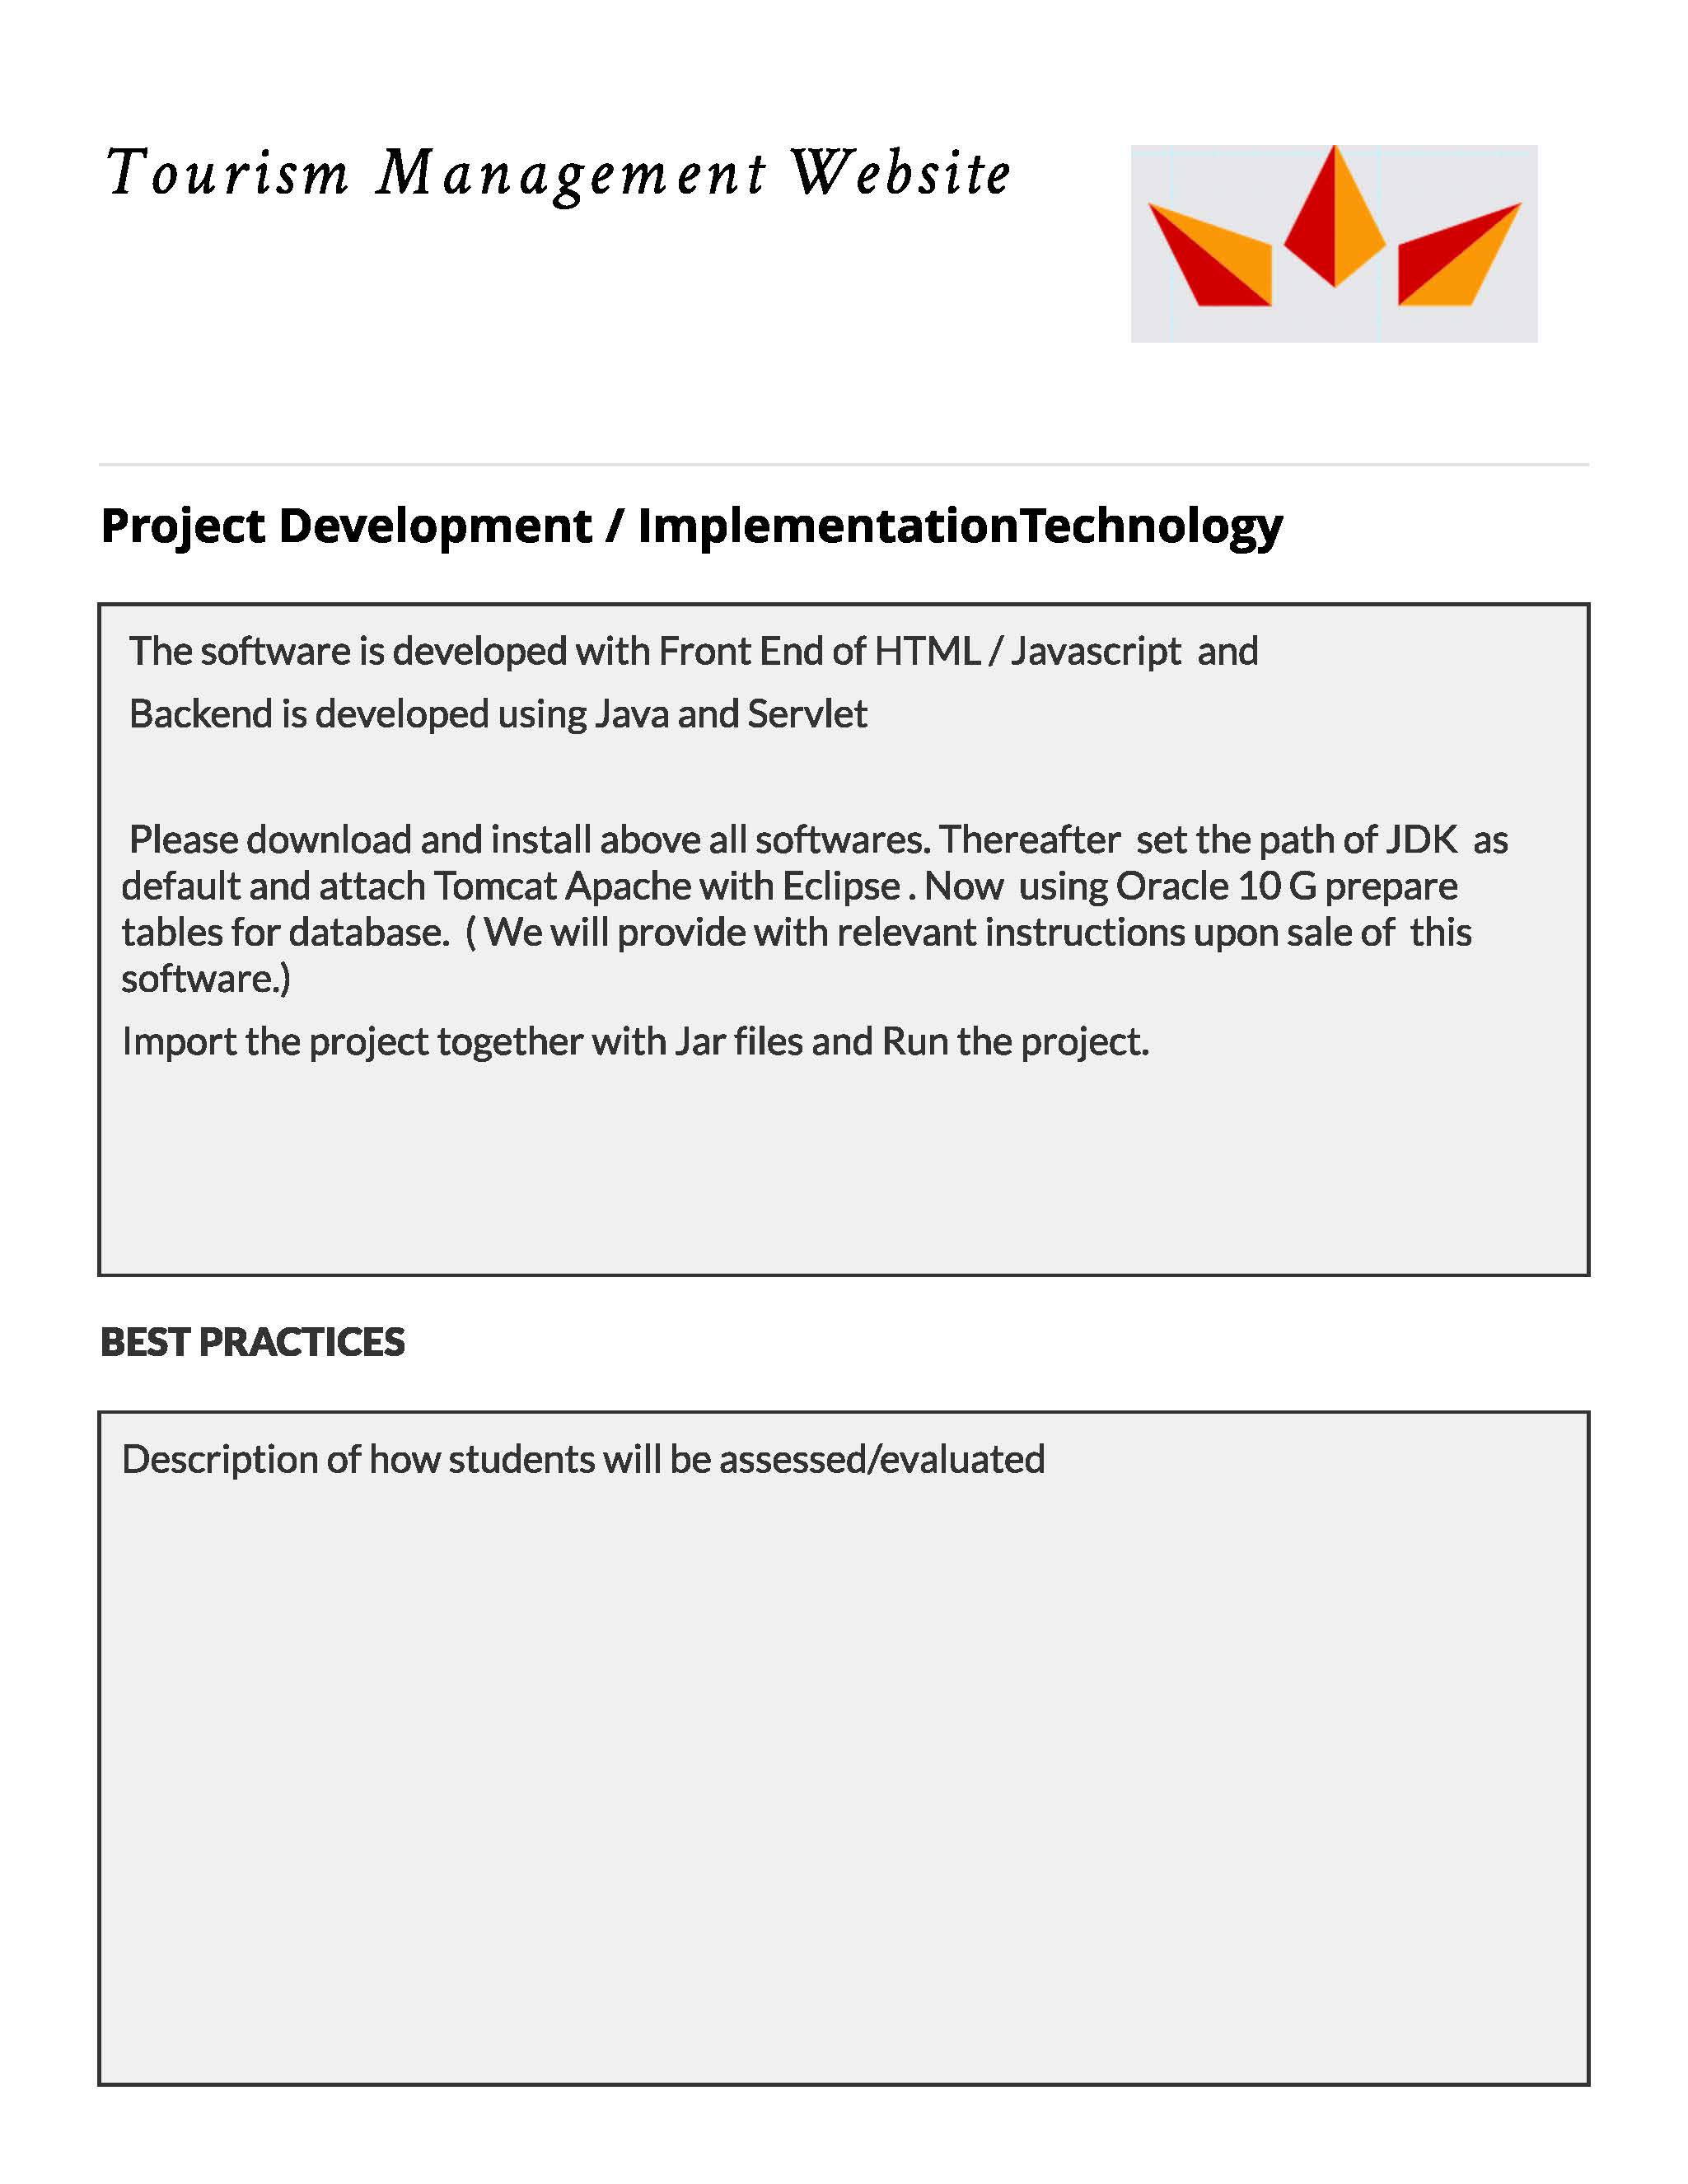 Tourism Management Website
Project Development / ImplementationTechnology
The software is developed with Front End of HTML / Javascript and
Backend is developed using Java and Servlet
Please download and install above all softwares. Thereafter set the path of JDK as
default and attach Tomcat Apache with Eclipse . Now using Oracle 10 G prepare
tables for database. ( We will provide with relevant instructions upon sale of this
software.)
Import the project together with Jar files and Run the project.
BEST PRACTICES
Description of how students will be assessed/evaluated